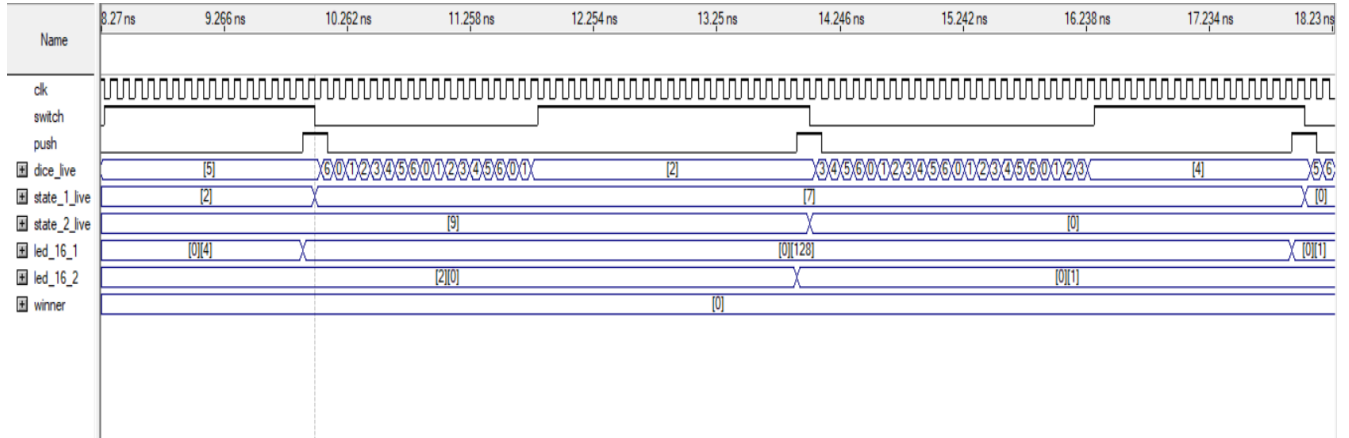 Name 8.27 ns 9.266 ns 10.262 ns 11.258 ns 12.254 ns 13.25 ns 14.246 ns 15.242 ns 16.238 ns 17.234 ns 18.23 ns
clk
switch
push
dice_live [5] 6 0 1 2 3 4 5 6 0 1 2 3 4 5 6 0 1 [2] 3 4 5 6 0 1 2 3 4 5 6 0 1 2 3 4 5 6 0 1 2 3 [4] 5 6
state_1_live [2] [7] [0]
state_2_live [9] [0]
led_16_1 [0][4] [0][128] [0][1]
led_16_2 [2][0] [0][1]
winner [0]